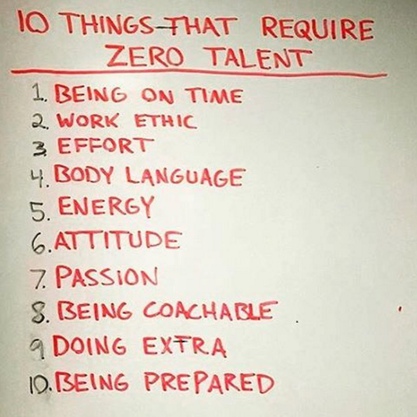 10 THINGS THAT REQUIRE
ZERO TALENT
1. BEING ON TIME
2. WORK ETHIC
3 EFFORT
4. BODY LANGUAGE
5. ENERGY
6. ATTITUDE
7. PASSION
8. BEING COACHABLE
9 DOING EXTRA
10. BEING PREPARED